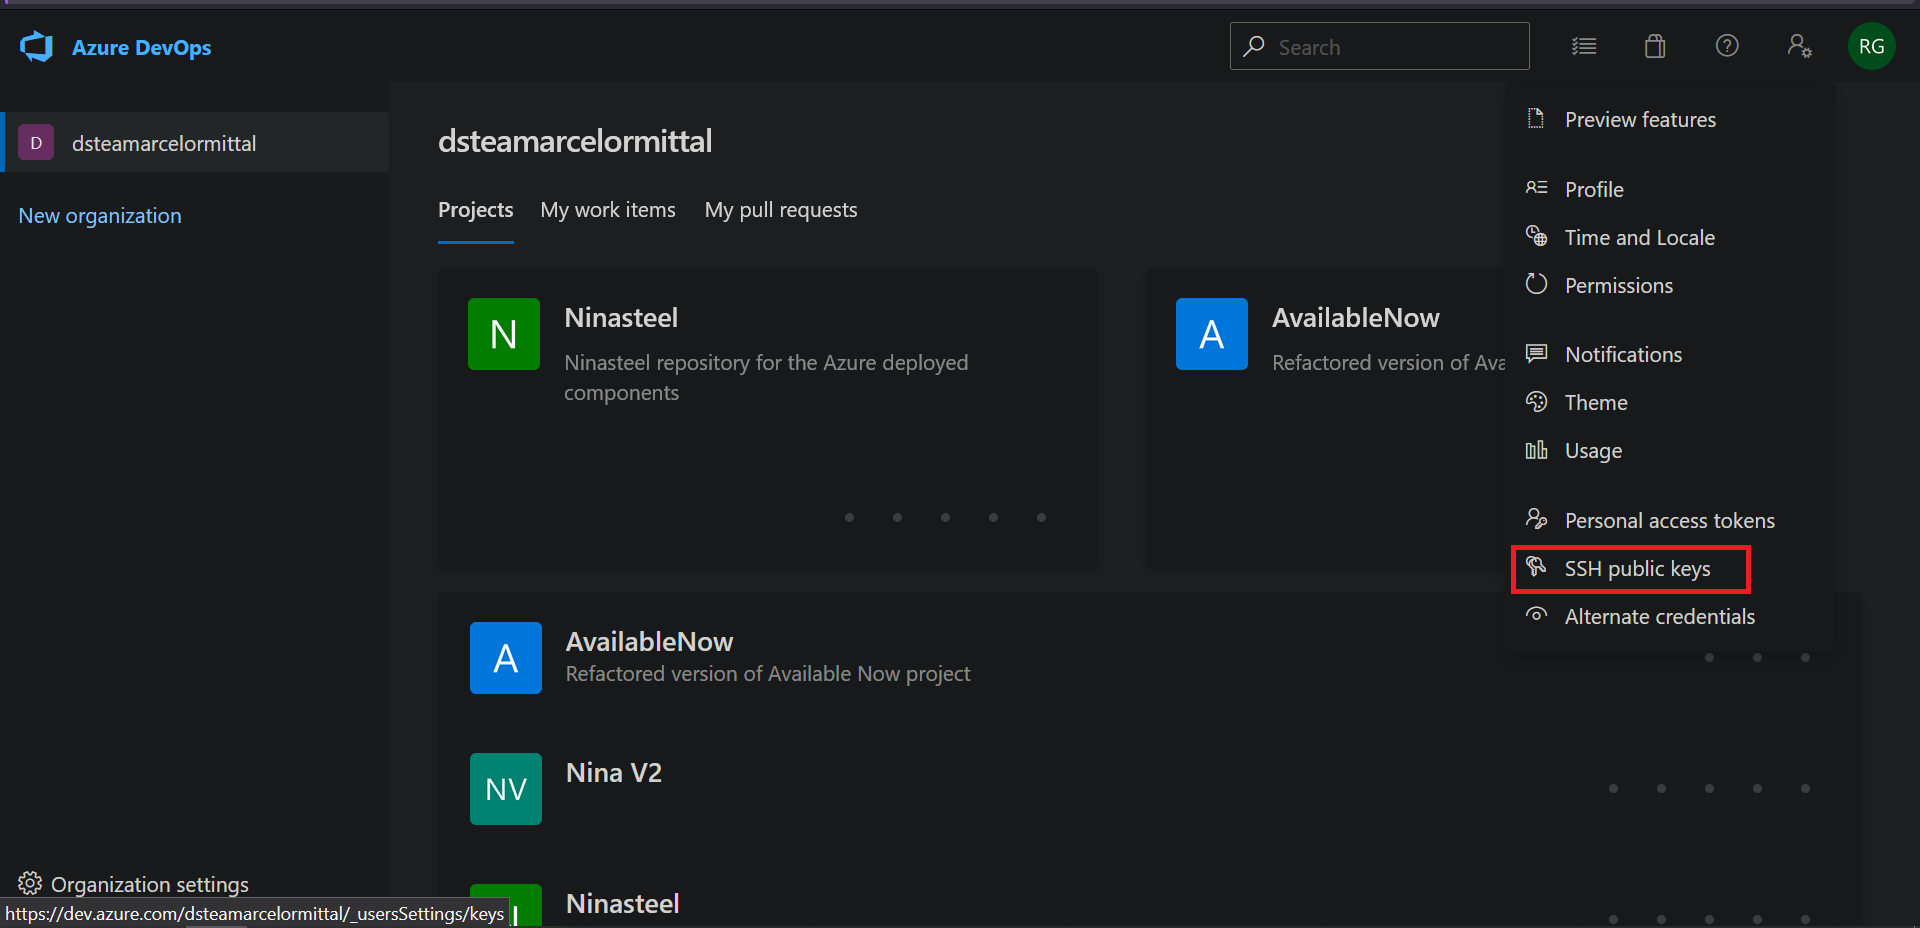 Azure DevOps
Search
RG
D
dsteamarcelormittal
New organization
dsteamarcelormittal
Projects
My work items
My pull requests
N
Ninasteel
Ninasteel repository for the Azure deployed
components
A
AvailableNow
Refactored version of Ava
Preview features
Profile
Time and Locale
Permissions
Notifications
Theme
Usage
Personal access tokens
SSH public keys
Alternate credentials
A
AvailableNow
Refactored version of Available Now project
NV
Nina V2
Ninasteel
Organization settings
https://dev.azure.com/dsteamarcelormittal/_usersSettings/keys